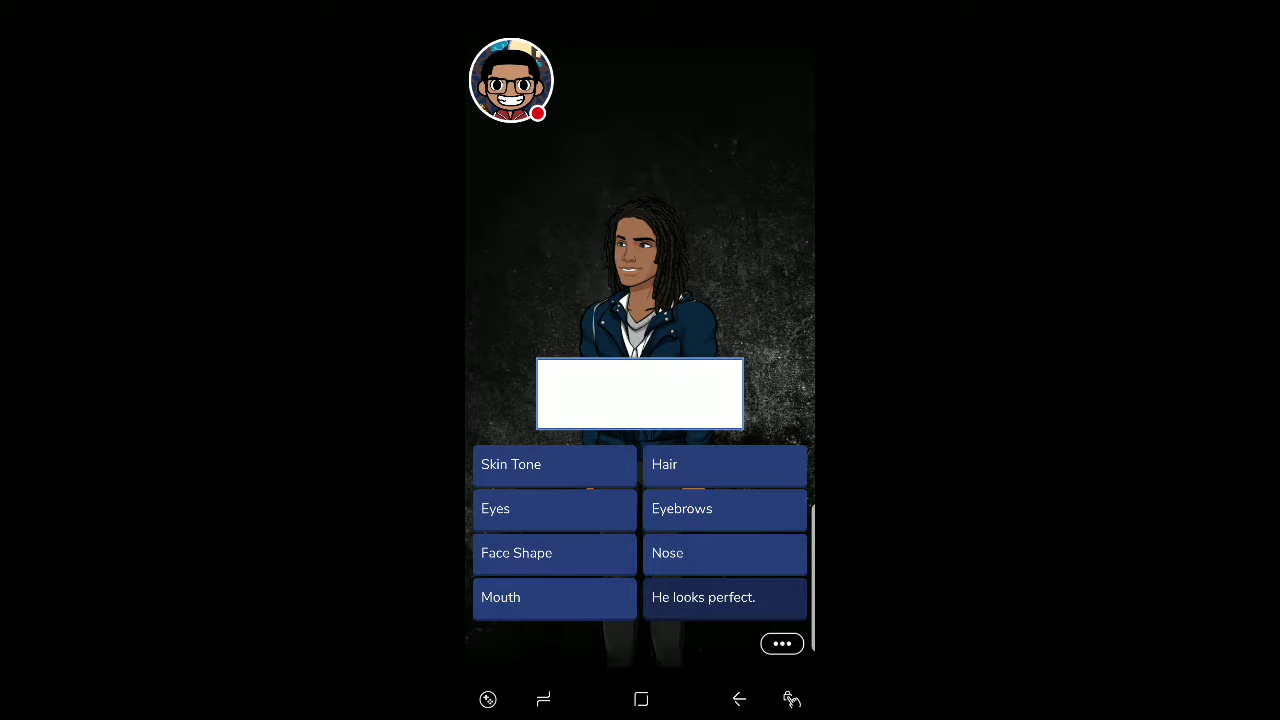 Skin Tone
Hair
Eyes
Eyebrows
Face Shape
Nose
Mouth
He looks perfect.